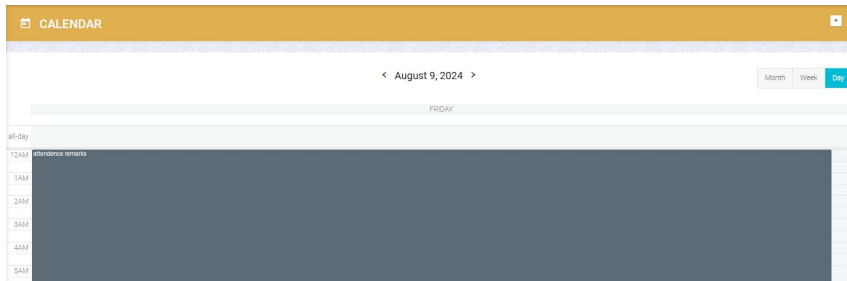 CALENDAR
+
< August 9, 2024 >
Month Week Day
FRIDAY
all-day
12AM attendence remarks
1AM
2AM
3AM
4AM
5AM